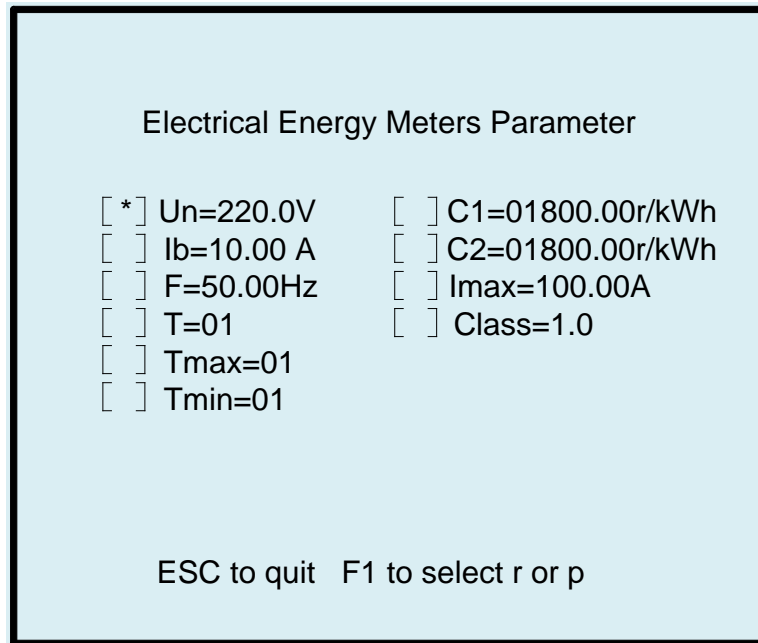 Electrical Energy Meters Parameter
[ * ] Un=220.0V [ ] C1=01800.00r/kWh
[ ] Ib=10.00 A [ ] C2=01800.00r/kWh
[ ] F=50.00Hz [ ] Imax=100.00A
[ ] T=01 [ ] Class=1.0
[ ] Tmax=01
[ ] Tmin=01
ESC to quit F1 to select r or p